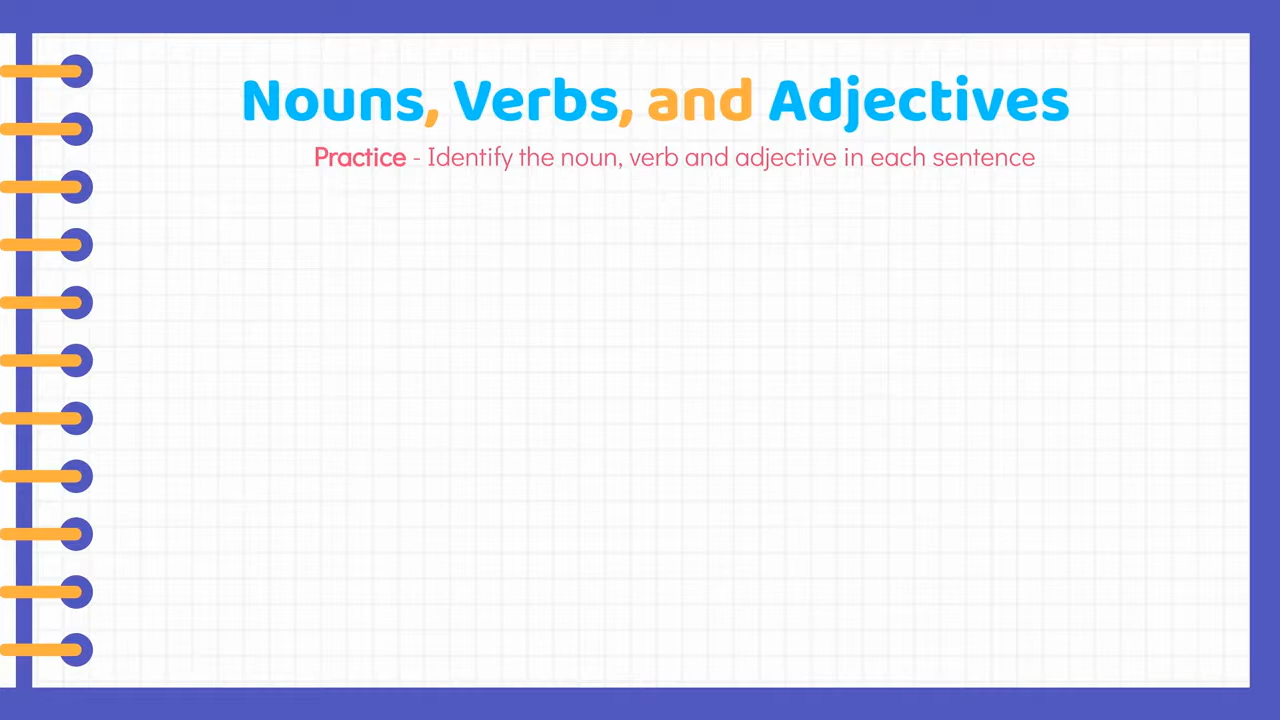 Nouns, Verbs, and Adjectives
Practice - Identify the noun, verb and adjective in each sentence